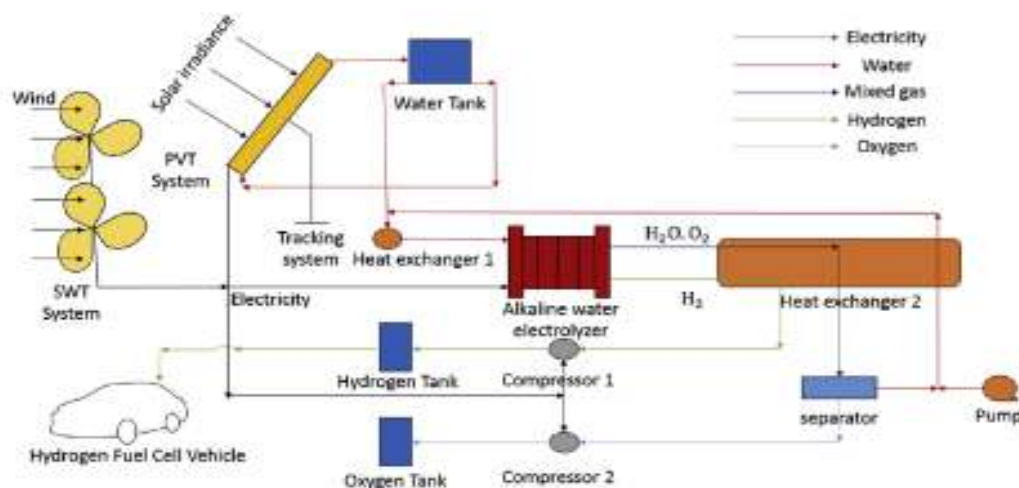 Solar irradiance
Wind
PVT
System
Water Tank
Electricity
Water
Mixed gas
Hydrogen
Oxygen
SWT
System
Tracking
system
Heat exchanger 1
H₂O. O₂
H₂
Electricity
Alkaline water
electrolyzer
Heat exchanger 2
Hydrogen Tank
Compressor 1
separator
Pump
Hydrogen Fuel Cell Vehicle
Oxygen Tank
Compressor 2